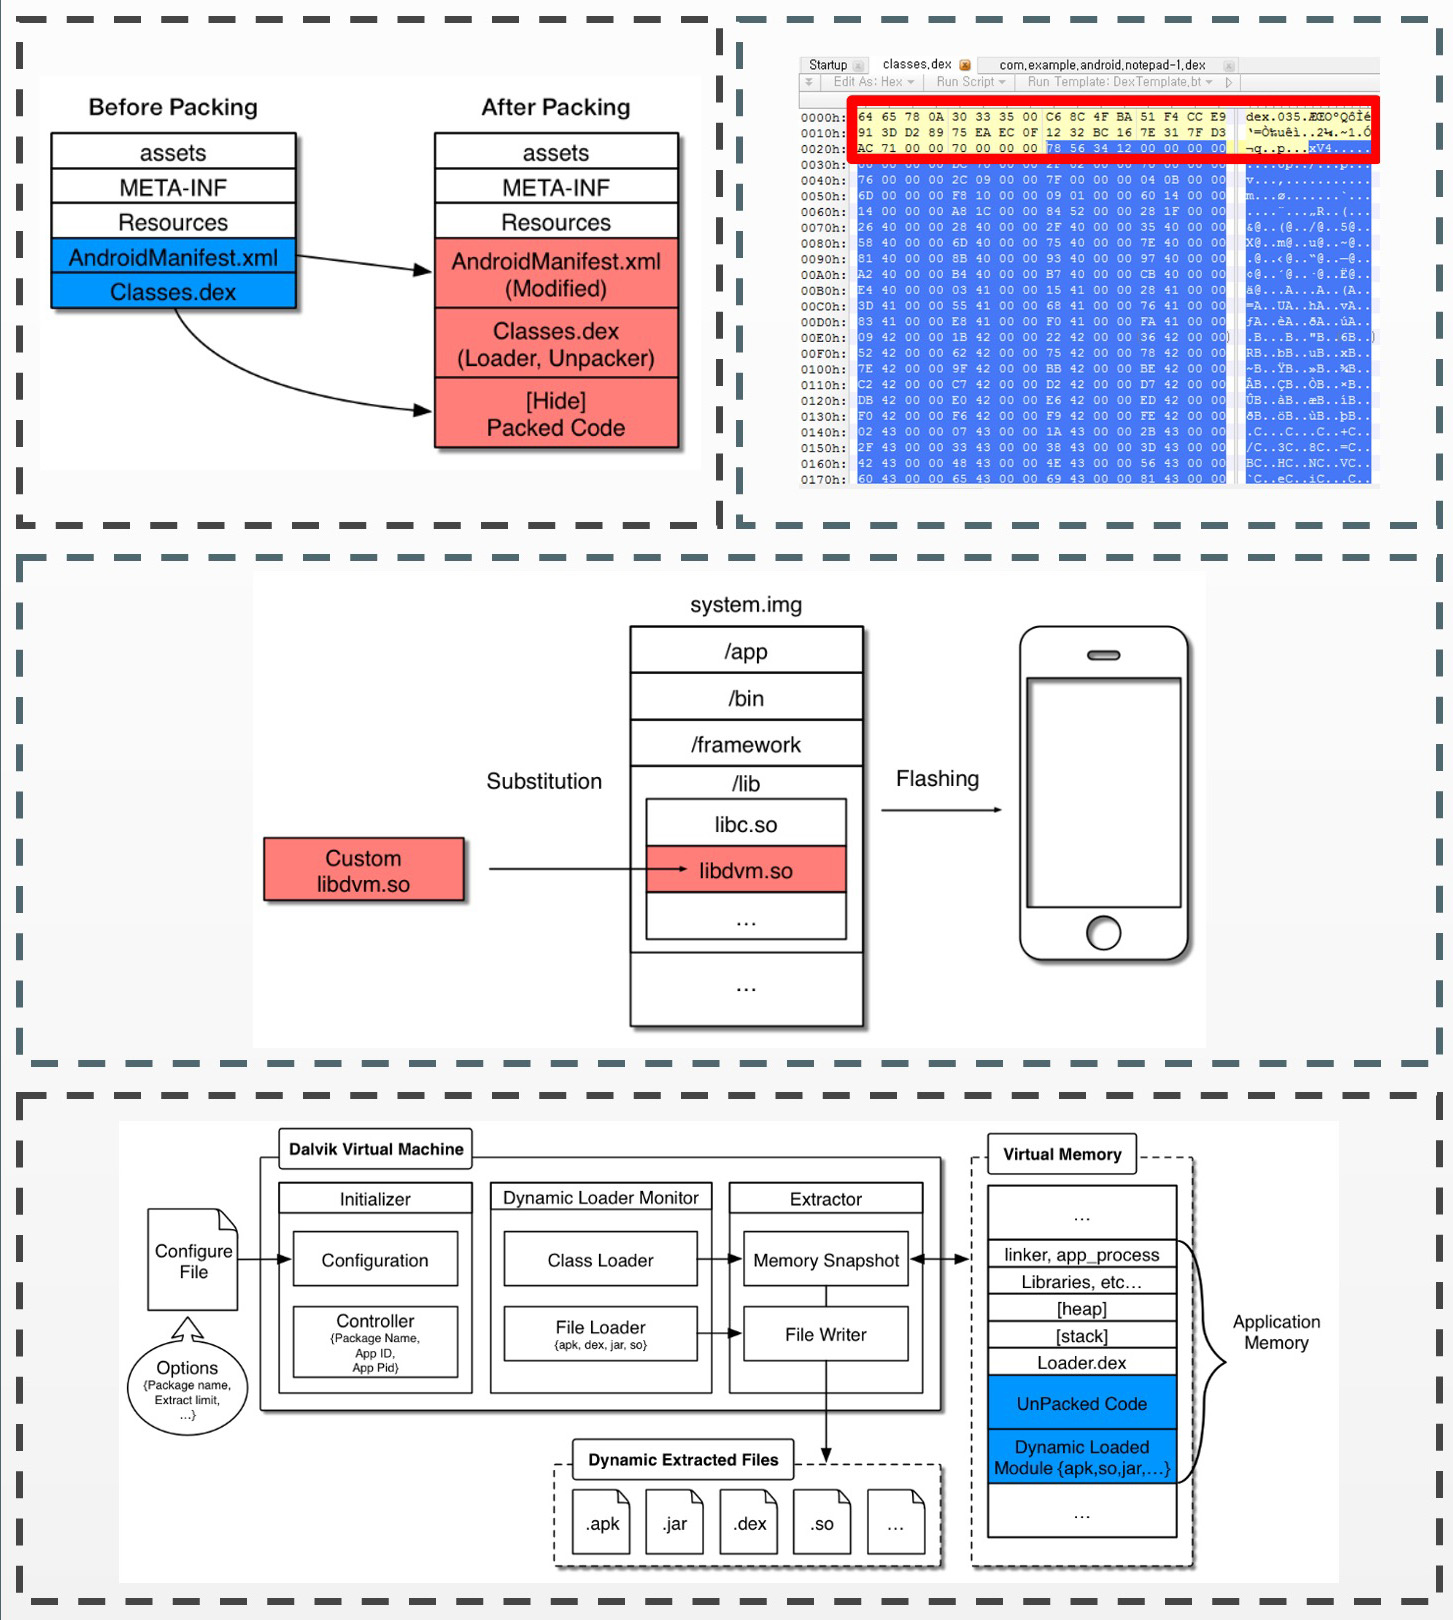 Before Packing
assets
META-INF
Resources
AndroidManifest.xml
Classes.dex
After Packing
assets
META-INF
Resources
AndroidManifest.xml
(Modified)
Classes.dex
(Loader, Unpacker)
[Hide]
Packed Code
Startup classes,dex com,example,android,notepad-1,dex
Edit As: Hex Run Script Run Template: DexTemplate,bt
0000h: 64 65 78 0A 30 33 35 00 C6 8C 4F BA 51 F4 CC E9
0010h: 91 3D D2 89 75 EA EC 0F 12 32 BC 16 7E 31 7F D3
0020h: AC 71 00 00 70 00 00 00 78 56 34 12 00 00 00 00
0030h:
0040h: 76 00 00 00 2C 09 00 00 7F 00 00 00 04 0B 00 00
0050h: 6D 00 00 00 F8 10 00 00 09 01 00 00 60 14 00 00
0060h: 14 00 00 00 A8 1C 00 00 84 52 00 00 28 1F 00 00
0070h: 26 40 00 00 28 40 00 00 2F 40 00 00 35 40 00 00
0080h: 58 40 00 00 6D 40 00 00 75 40 00 00 7E 40 00 00
0090h: 81 40 00 00 8B 40 00 00 93 40 00 00 97 40 00 00
00A0h: A2 40 00 00 B4 40 00 00 B7 40 00 00 CB 40 00 00
00B0h: E4 40 00 00 03 41 00 00 15 41 00 00 28 41 00 00
00C0h: 3D 41 00 00 55 41 00 00 68 41 00 00 76 41 00 00
00D0h: 83 41 00 00 E8 41 00 00 F0 41 00 00 FA 41 00 00
00E0h: 09 42 00 00 1B 42 00 00 22 42 00 00 36 42 00 00
00F0h: 52 42 00 00 62 42 00 00 75 42 00 00 78 42 00 00
0100h: 7E 42 00 00 9F 42 00 00 BB 42 00 00 BE 42 00 00
0110h: C2 42 00 00 C7 42 00 00 D2 42 00 00 D7 42 00 00
0120h: DB 42 00 00 E0 42 00 00 E6 42 00 00 ED 42 00 00
0130h: F0 42 00 00 F6 42 00 00 F9 42 00 00 FE 42 00 00
0140h: 02 43 00 00 07 43 00 00 1A 43 00 00 2B 43 00 00
0150h: 2F 43 00 00 33 43 00 00 38 43 00 00 3D 43 00 00
0160h: 42 43 00 00 48 43 00 00 4E 43 00 00 56 43 00 00
0170h: 60 43 00 00 65 43 00 00 69 43 00 00 81 43 00 00
system.img
/app
/bin
/framework
/lib
libc.so
libdvm.so
...
...
Substitution
Custom
libdvm.so
Flashing
Dalvik Virtual Machine
Configure
File
Options
{Package name,
Extract limit,
...}
Initializer
Configuration
Controller
{Package Name,
App ID,
App Pid}
Dynamic Loader Monitor
Class Loader
File Loader
{apk, dex, jar, so}
Extractor
Memory Snapshot
File Writer
Dynamic Extracted Files
.apk
.jar
.dex
.so
...
Virtual Memory
...
linker, app_process
Libraries, etc...
[heap]
[stack]
Loader.dex
UnPacked Code
Dynamic Loaded
Module {apk,so,jar,...}
...
Application
Memory